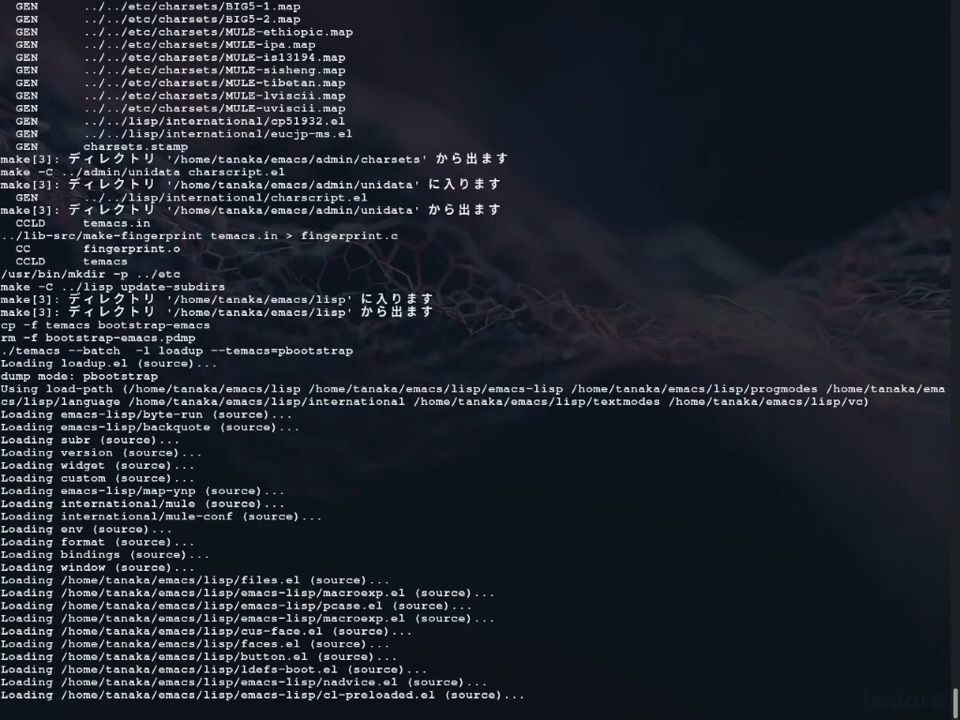 GEN ../../etc/charsets/BIG5-1.map
GEN ../../etc/charsets/BIG5-2.map
GEN ../../etc/charsets/MULE-ethiopic.map
GEN ../../etc/charsets/MULE-ipa.map
GEN ../../etc/charsets/MULE-is13194.map
GEN ../../etc/charsets/MULE-sisheng.map
GEN ../../etc/charsets/MULE-tibetan.map
GEN ../../etc/charsets/MULE-lviscii.map
GEN ../../etc/charsets/MULE-uviscii.map
GEN ../../lisp/international/cp51932.el
GEN ../../lisp/international/eucjp-ms.el
GEN charsets.stamp
make[3]: ディレクトリ '/home/tanaka/emacs/admin/charsets' から出ます
make -C ../admin/unidata charscript.el
make[3]: ディレクトリ '/home/tanaka/emacs/admin/unidata' に入ります
GEN ../../lisp/international/charscript.el
make[3]: ディレクトリ '/home/tanaka/emacs/admin/unidata' から出ます
CCLD temacs.in
../lib-src/make-fingerprint temacs.in > fingerprint.c
CC fingerprint.o
CCLD temacs
/usr/bin/mkdir -p ../etc
make -C ../lisp update-subdirs
make[3]: ディレクトリ '/home/tanaka/emacs/lisp' に入ります
make[3]: ディレクトリ '/home/tanaka/emacs/lisp' から出ます
cp -f temacs bootstrap-emacs
rm -f bootstrap-emacs.pdmp
./temacs --batch -l loadup --temacs=pbootstrap
Loading loadup.el (source)...
dump mode: pbootstrap
Using load-path (/home/tanaka/emacs/lisp /home/tanaka/emacs/lisp/emacs-lisp /home/tanaka/emacs/lisp/progmodes /home/tanaka/ema
cs/lisp/language /home/tanaka/emacs/lisp/international /home/tanaka/emacs/lisp/textmodes /home/tanaka/emacs/lisp/vc)
Loading emacs-lisp/byte-run (source)...
Loading emacs-lisp/backquote (source)...
Loading subr (source)...
Loading version (source)...
Loading widget (source)...
Loading custom (source)...
Loading emacs-lisp/map-ynp (source)...
Loading international/mule (source)...
Loading international/mule-conf (source)...
Loading env (source)...
Loading format (source)...
Loading bindings (source)...
Loading window (source)...
Loading /home/tanaka/emacs/lisp/files.el (source)...
Loading /home/tanaka/emacs/lisp/emacs-lisp/macroexp.el (source)...
Loading /home/tanaka/emacs/lisp/emacs-lisp/pcase.el (source)...
Loading /home/tanaka/emacs/lisp/emacs-lisp/macroexp.el (source)...
Loading /home/tanaka/emacs/lisp/cus-face.el (source)...
Loading /home/tanaka/emacs/lisp/faces.el (source)...
Loading /home/tanaka/emacs/lisp/button.el (source)...
Loading /home/tanaka/emacs/lisp/ldefs-boot.el (source)...
Loading /home/tanaka/emacs/lisp/emacs-lisp/nadvice.el (source)...
Loading /home/tanaka/emacs/lisp/emacs-lisp/cl-preloaded.el (source)...
fedora